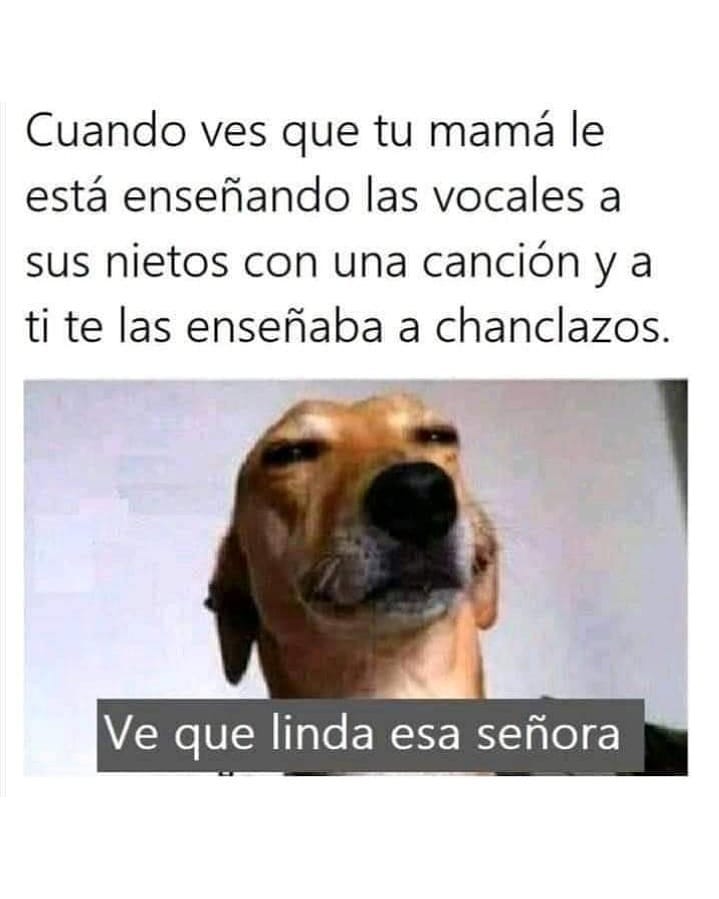 Cuando ves que tu mamá le
está enseñando las vocales a
sus nietos con una canción y a
ti te las enseñaba a chanclazos.
Ve que linda esa señora